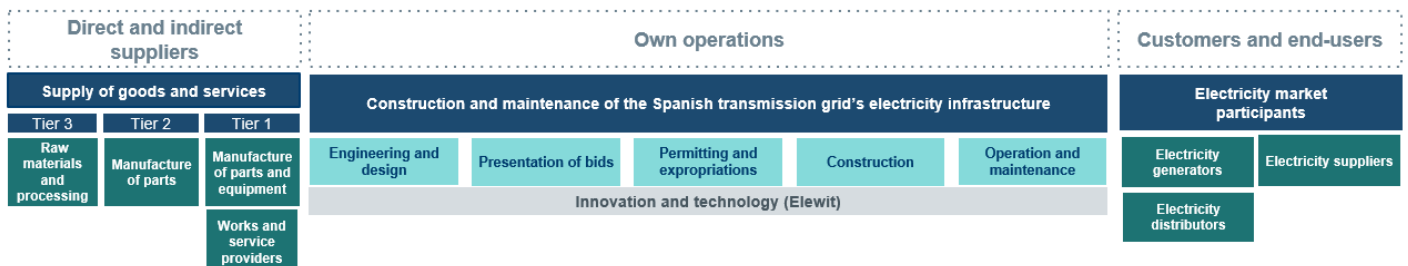 Direct and indirect
suppliers
Own operations
Customers and end-users
Supply of goods and services
Construction and maintenance of the Spanish transmission grid's electricity infrastructure
Electricity market
participants
Tier 3
Tier 2
Tier 1
Raw
materials
and
processing
Manufacture
of parts
Manufacture
of parts and
equipment
Works and
service
providers
Engineering and
design
Presentation of bids
Permitting and
expropriations
Construction
Operation and
maintenance
Innovation and technology (Elewit)
Electricity
generators
Electricity suppliers
Electricity
distributors